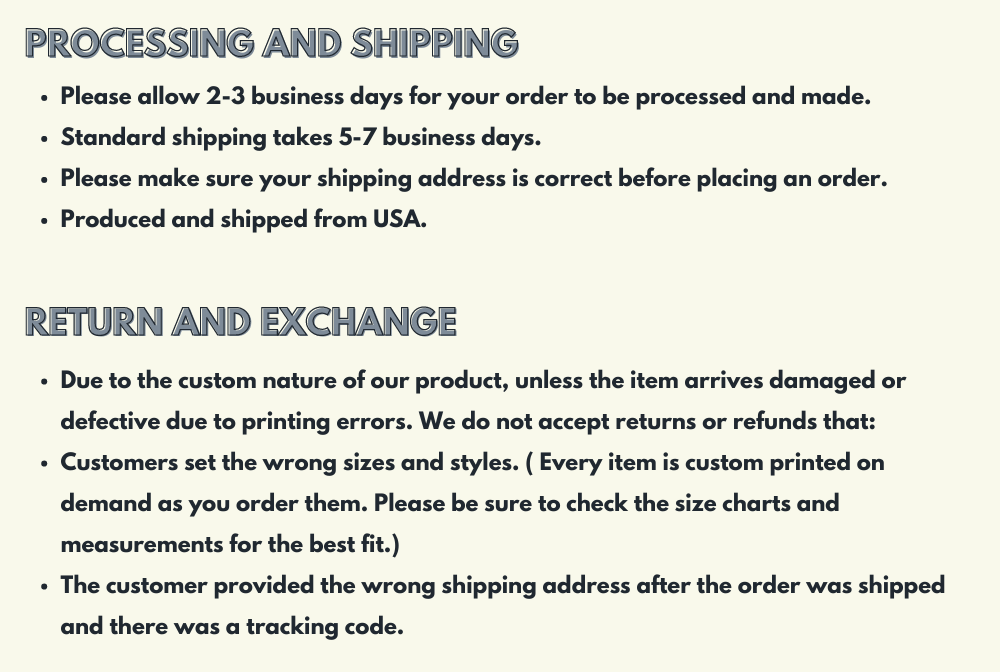 PROCESSING AND SHIPPING
• Please allow 2-3 business days for your order to be processed and made.
• Standard shipping takes 5-7 business days.
• Please make sure your shipping address is correct before placing an order.
• Produced and shipped from USA.
RETURN AND EXCHANGE
• Due to the custom nature of our product, unless the item arrives damaged or
defective due to printing errors. We do not accept returns or refunds that:
• Customers set the wrong sizes and styles. ( Every item is custom printed on
demand as you order them. Please be sure to check the size charts and
measurements for the best fit.)
• The customer provided the wrong shipping address after the order was shipped
and there was a tracking code.